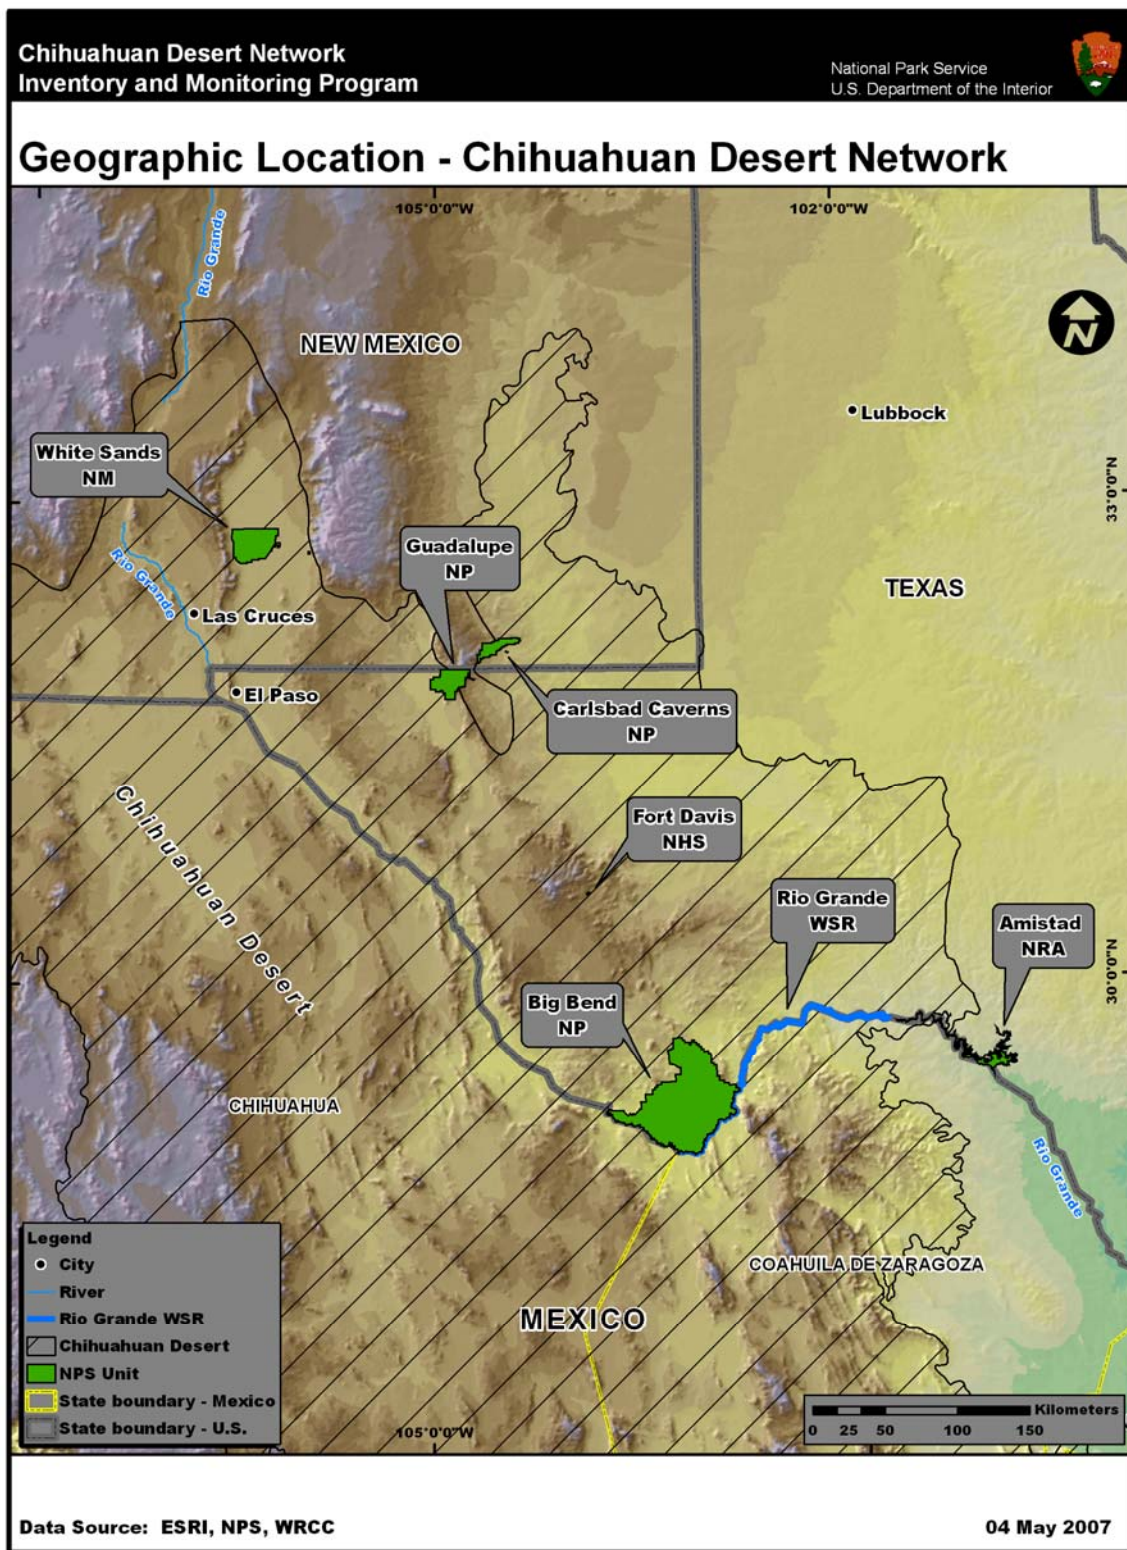 Chihuahuan Desert Network
Inventory and Monitoring Program
National Park Service
U.S. Department of the Interior
Geographic Location - Chihuahuan Desert Network
105°0'0"W
102°0'0"W
Rio Grande
NEW MEXICO
N
Lubbock
White Sands
NM
33°0'0"N
Guadalupe
NP
Rio Grande
TEXAS
Las Cruces
El Paso
Carlsbad Caverns
NP
Chihuahuan Desert
Fort Davis
NHS
Rio Grande
WSR
Amistad
NRA
30°0'0"N
Big Bend
NP
CHIHUAHUA
Rio Grande
COAHUILA DE ZARAGOZA
MEXICO
Legend
City
River
Rio Grande WSR
Chihuahuan Desert
NPS Unit
State boundary - Mexico
State boundary - U.S.
105°0'0"W
Kilometers
0 25 50 100 150
Data Source: ESRI, NPS, WRCC
04 May 2007